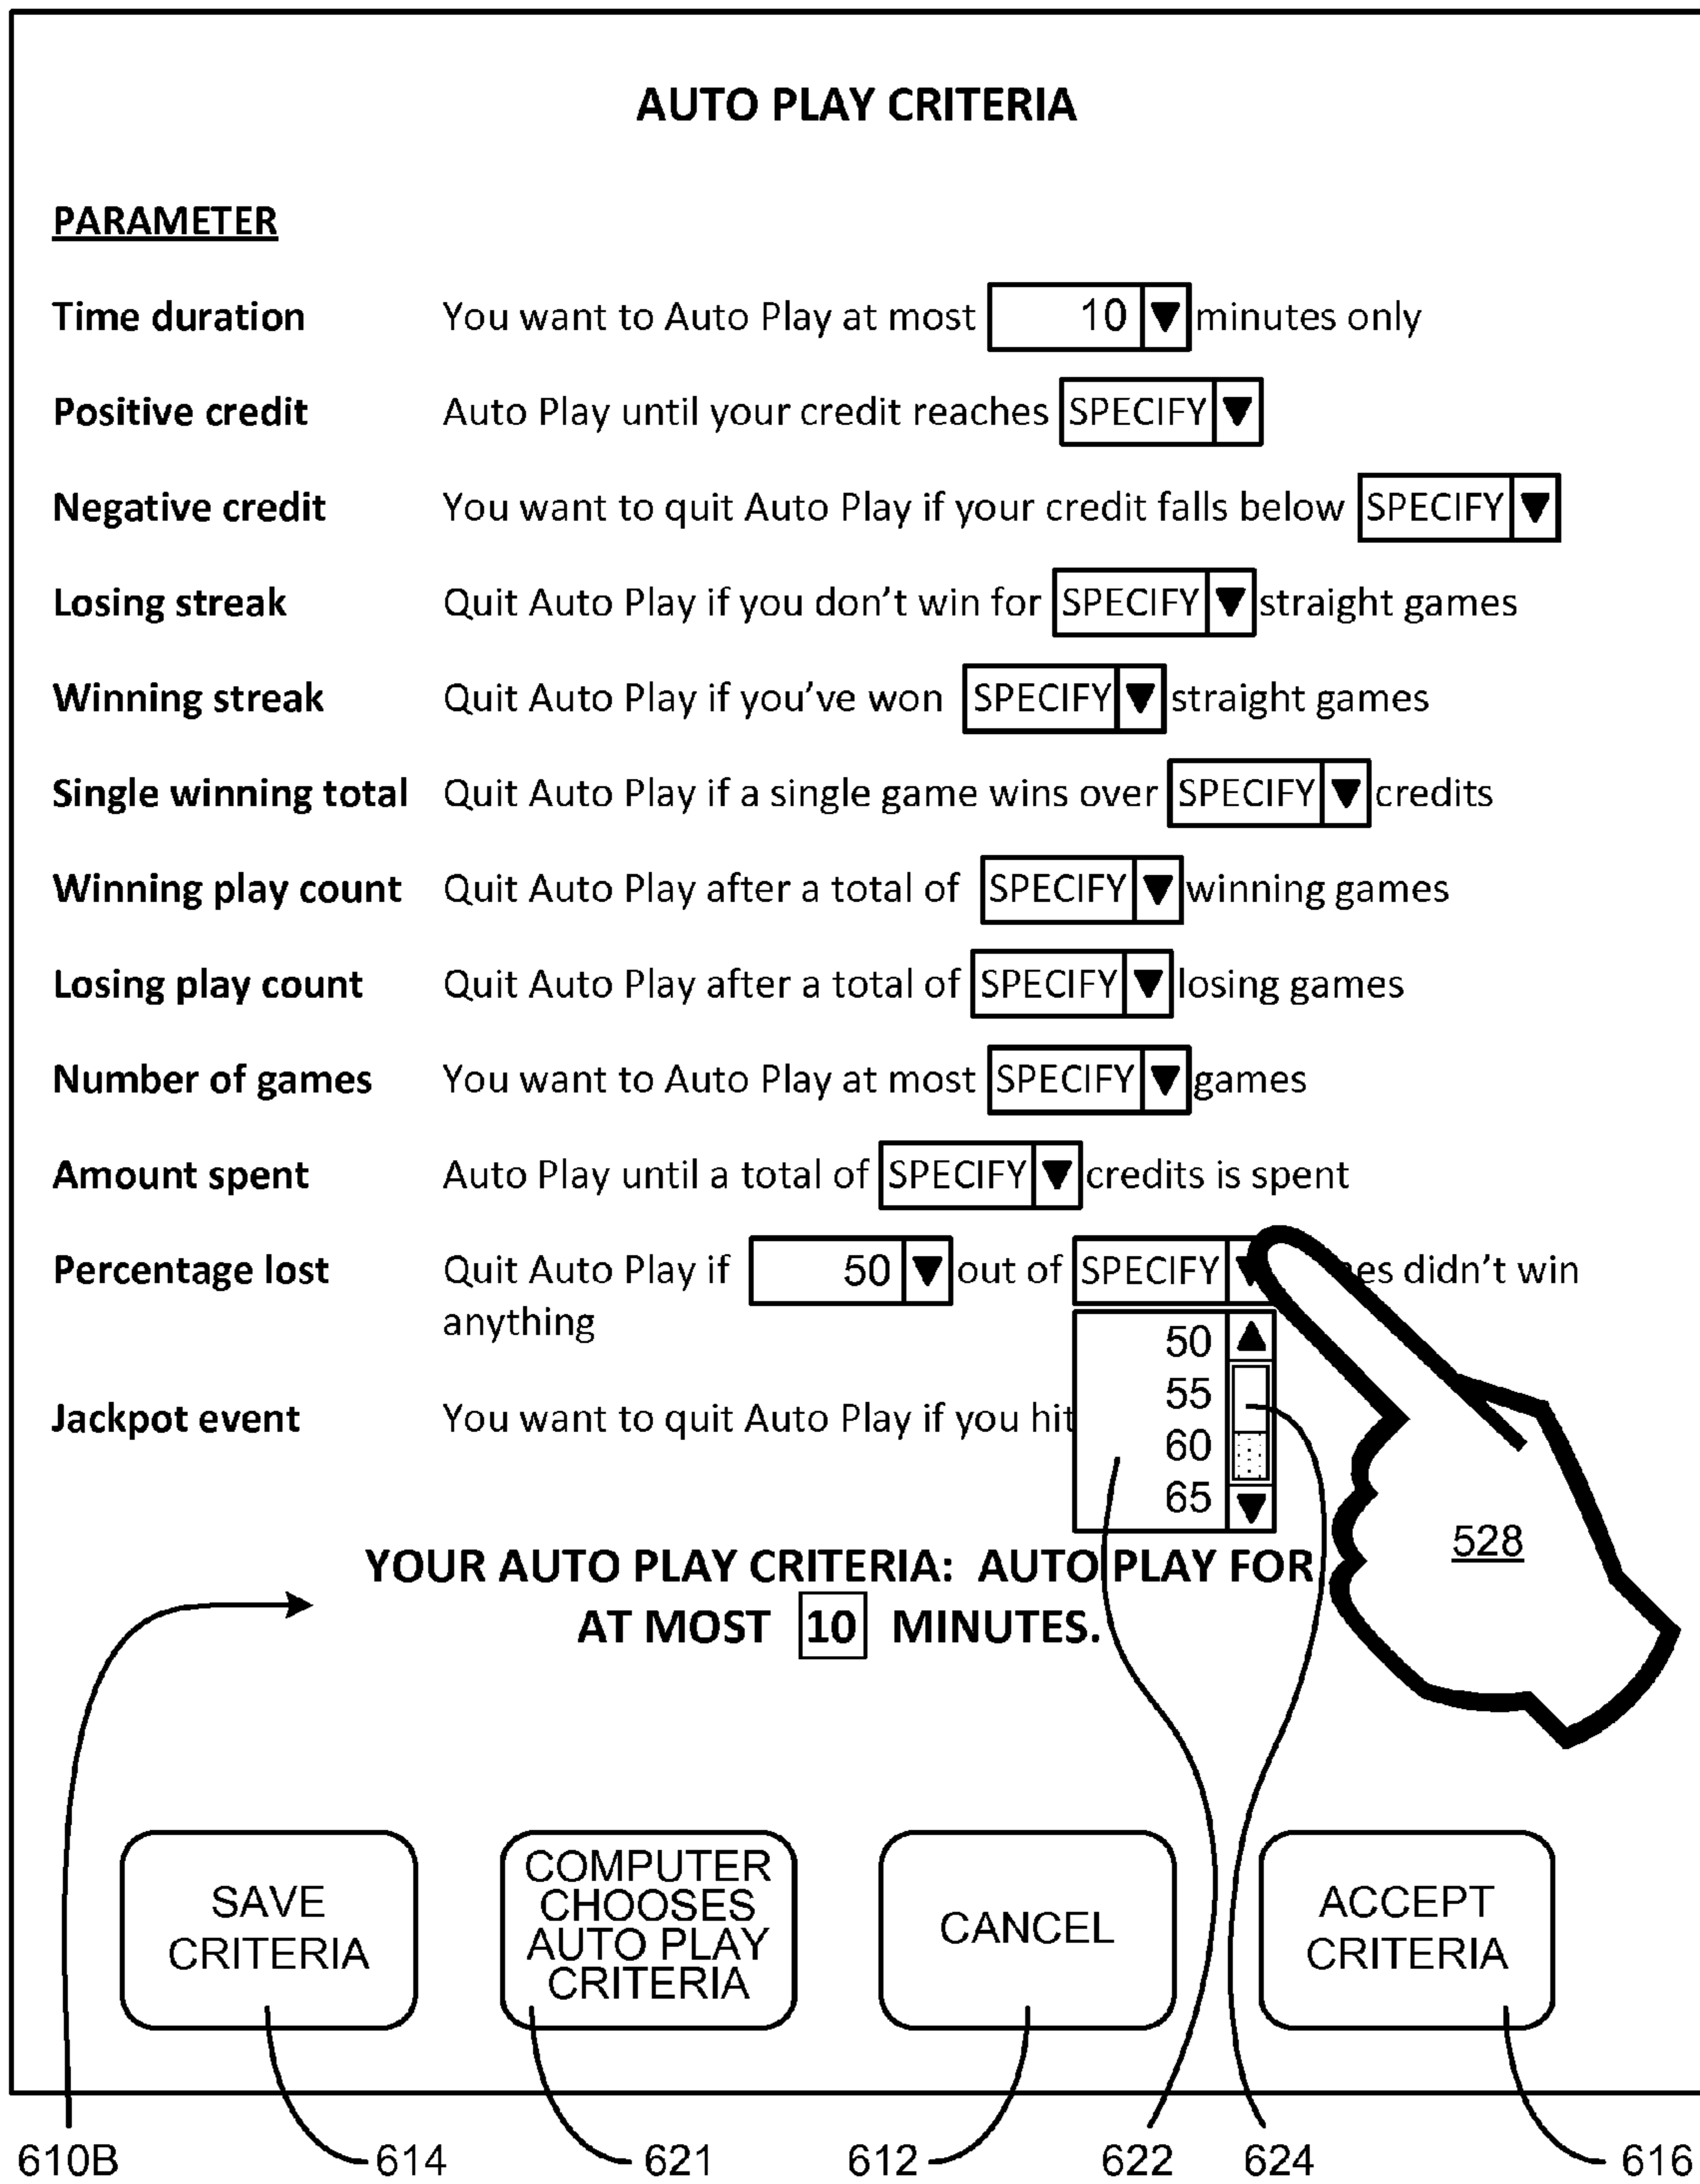 AUTO PLAY CRITERIA
PARAMETER
Time duration You want to Auto Play at most 10 minutes only
Positive credit Auto Play until your credit reaches SPECIFY
Negative credit You want to quit Auto Play if your credit falls below SPECIFY
Losing streak Quit Auto Play if you don't win for SPECIFY straight games
Winning streak Quit Auto Play if you've won SPECIFY straight games
Single winning total Quit Auto Play if a single game wins over SPECIFY credits
Winning play count Quit Auto Play after a total of SPECIFY winning games
Losing play count Quit Auto Play after a total of SPECIFY losing games
Number of games You want to Auto Play at most SPECIFY games
Amount spent Auto Play until a total of SPECIFY credits is spent
Percentage lost Quit Auto Play if 50 out of SPECIFY es didn't win
anything
50
55
Jackpot event You want to quit Auto Play if you hit
60
65
528
YOUR AUTO PLAY CRITERIA: AUTO PLAY FOR
AT MOST 10 MINUTES.
SAVE
CRITERIA
COMPUTER
CHOOSES
AUTO PLAY
CRITERIA
CANCEL
ACCEPT
CRITERIA
610B 614 621 612 622 624 616